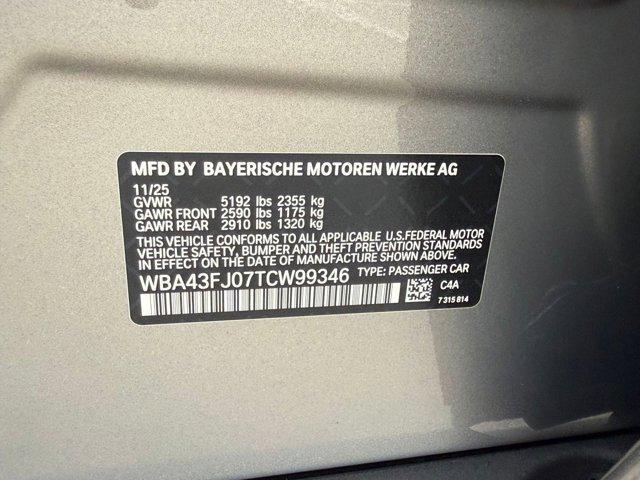 MFD BY BAYERISCHE MOTOREN WERKE AG
11/25
GVWR 5192 lbs 2355 kg
GAWR FRONT 2590 lbs 1175 kg
GAWR REAR 2910 lbs 1320 kg
THIS VEHICLE CONFORMS TO ALL APPLICABLE U.S.FEDERAL MOTOR
VEHICLE SAFETY, BUMPER AND THEFT PREVENTION STANDARDS IN
EFFECT ON THE DATE OF MANUFACTURE SHOWN ABOVE.
WBA43FJ07TCW99346 TYPE: PASSENGER CAR
C4A
7 315 814